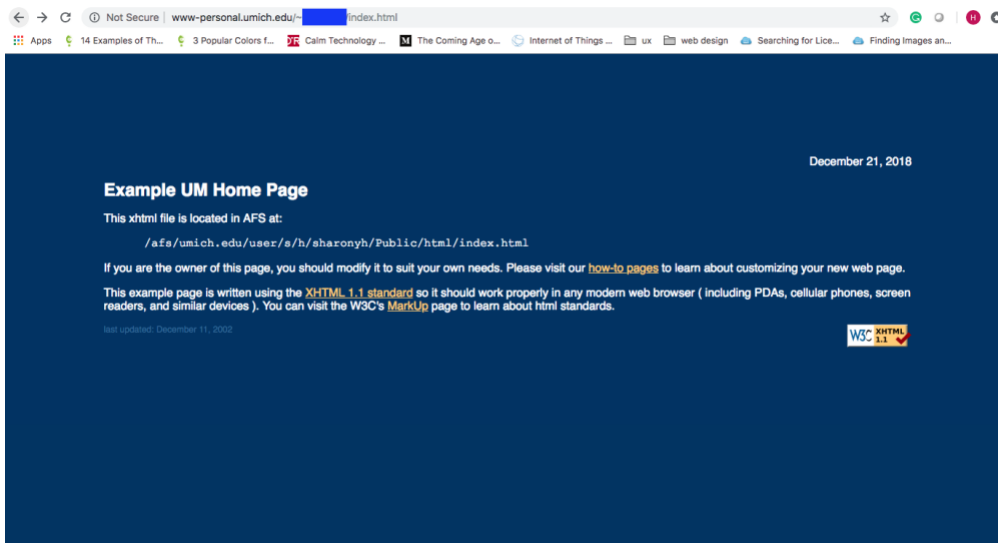 Not Secure | www-personal.umich.edu/~ /index.html
H
Apps 14 Examples of Th... 3 Popular Colors f... Calm Technology ... M The Coming Age o... Internet of Things ... ux web design Searching for Lice... Finding Images an...
December 21, 2018
Example UM Home Page
This xhtml file is located in AFS at:
/afs/umich.edu/user/s/h/sharonyh/Public/html/index.html
If you are the owner of this page, you should modify it to suit your own needs. Please visit our how-to pages to learn about customizing your new web page.
This example page is written using the XHTML 1.1 standard so it should work properly in any modern web browser ( including PDAs, cellular phones, screen
readers, and similar devices ). You can visit the W3C's MarkUp page to learn about html standards.
last updated: December 11, 2002
W3C XHTML 1.1